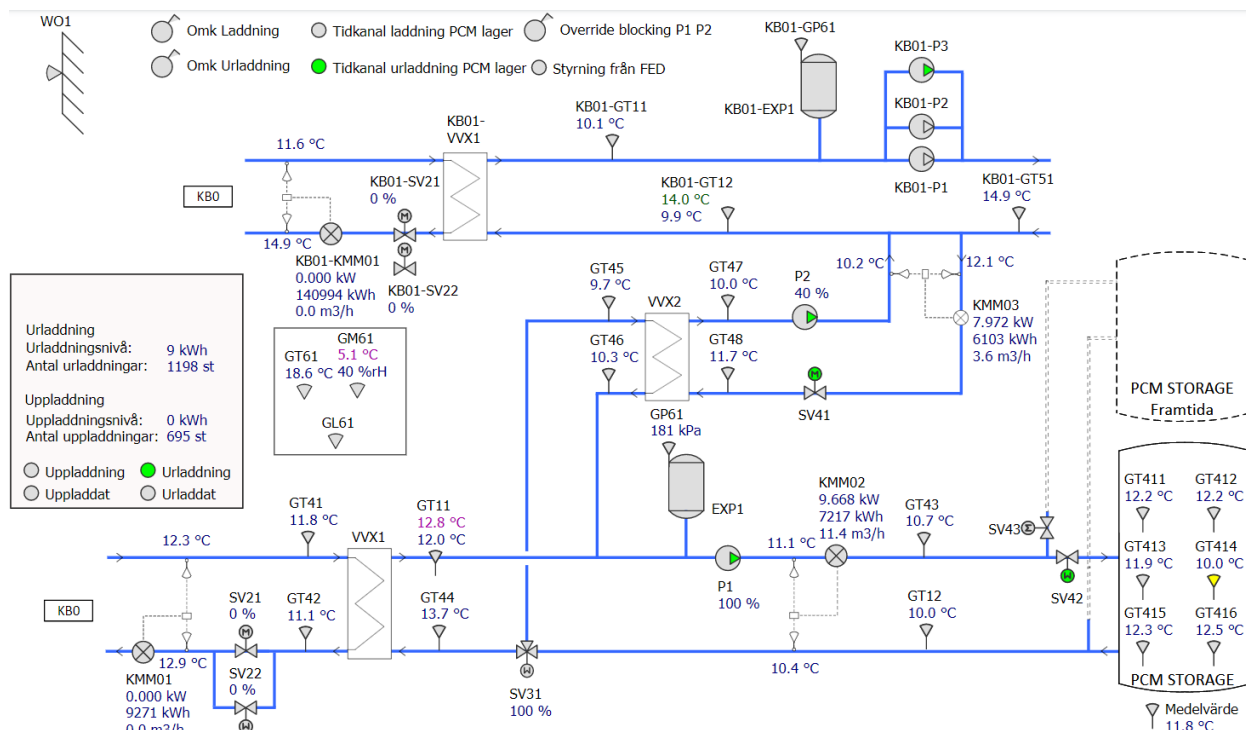 WO1
Omk Laddning
Tidkanal laddning PCM lager
Override blocking P1 P2
Omk Urladdning
Tidkanal urladdning PCM lager
Styrning från FED
KB01-GP61
KB01-EXP1
KB01-P3
KB01-P2
KB01-P1
KB01-GT11
10.1 °C
KB01-
VVX1
11.6 °C
KB0
KB01-SV21
0 %
M
14.9 °C
KB01-KMM01
0.000 kW
140994 kWh
0.0 m3/h
M
KB01-SV22
0 %
KB01-GT12
14.0 °C
9.9 °C
KB01-GT51
14.9 °C
10.2 °C
12.1 °C
KMM03
7.972 kW
6103 kWh
3.6 m3/h
GT45
9.7 °C
VVX2
GT47
10.0 °C
P2
40 %
GT46
10.3 °C
GT48
11.7 °C
M
SV41
GP61
181 kPa
EXP1
Urladdning
Urladdningsnivå: 9 kWh
Antal urladdningar: 1198 st
Uppladdning
Uppladdningsnivå: 0 kWh
Antal uppladdningar: 695 st
Uppladdning
Urladdning
Uppladdat
Urladdat
GT61
18.6 °C
GM61
5.1 °C
40 %rH
GL61
PCM STORAGE
Framtida
KMM02
9.668 kW
7217 kWh
11.4 m3/h
GT43
10.7 °C
SV43
M
SV42
M
GT411
12.2 °C
GT412
12.2 °C
GT413
11.9 °C
GT414
10.0 °C
GT415
12.3 °C
GT416
12.5 °C
PCM STORAGE
Medelvärde
11.8 °C
12.3 °C
GT41
11.8 °C
VVX1
GT11
12.8 °C
12.0 °C
P1
100 %
11.1 °C
KB0
SV21
0 %
M
GT42
11.1 °C
GT44
13.7 °C
GT12
10.0 °C
10.4 °C
12.9 °C
KMM01
0.000 kW
9271 kWh
0.0 m3/h
SV22
0 %
M
M
SV31
100 %